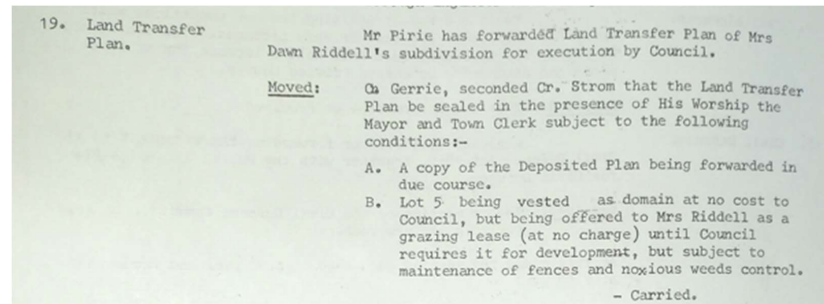 19. Land Transfer Plan.
Mr Pirie has forwarded Land Transfer Plan of Mrs
Dawn Riddell's subdivision for execution by Council.
Moved: Gerrie, seconded Cr. Strom that the Land Transfer
Plan be sealed in the presence of His Worship the
Mayor and Town Clerk subject to the following
conditions:-
A. A copy of the Deposited Plan being forwarded in
due course.
B. Lot 5 being vested as domain at no cost to
Council, but being offered to Mrs Riddell as a
grazing lease (at no charge) until Council
requires it for development, but subject to
maintenance of fences and noxious weeds control.
- Carried.